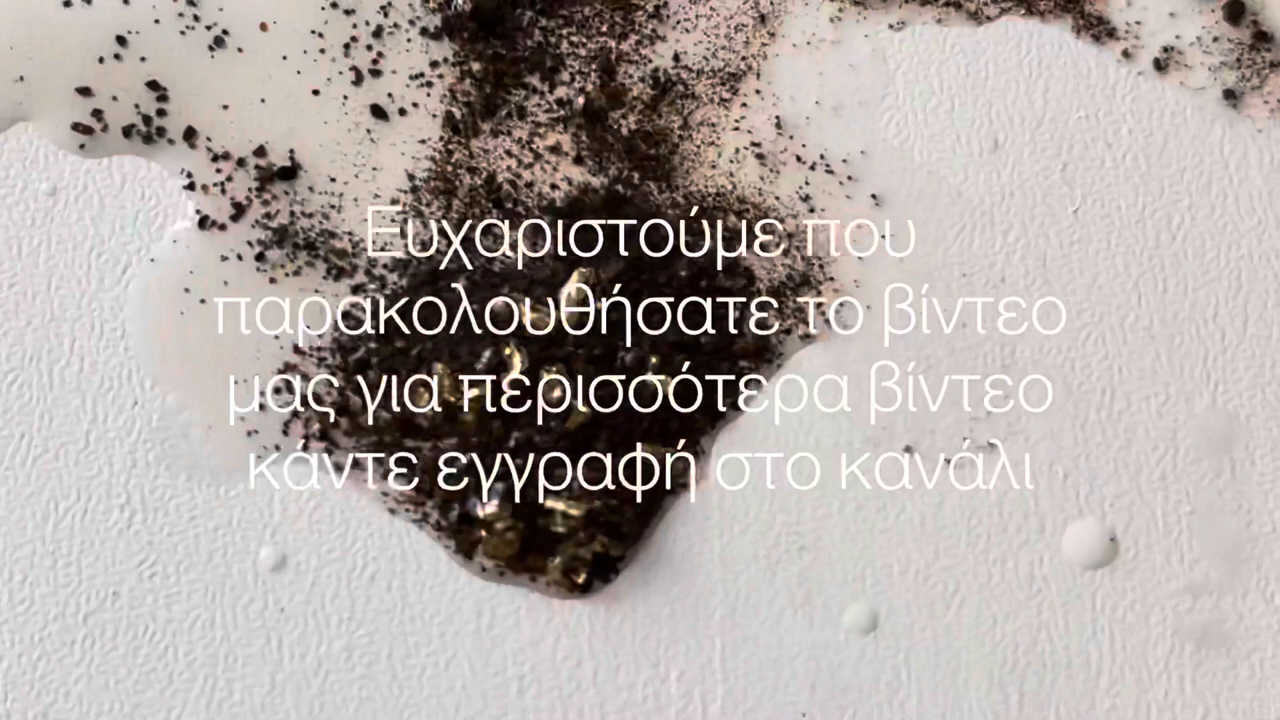 Ευχαριστούμε που
παρακολουθήσατε το βίντεο
μας για περισσότερα βίντεο
κάντε εγγραφή στο κανάλι